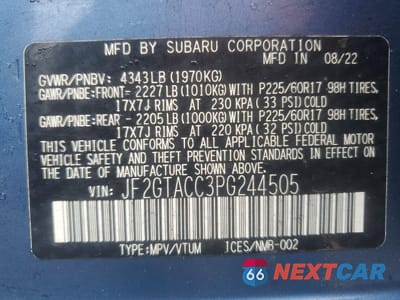 MFD. BY SUBARU CORPORATION
MFD. IN 08/22
GVWR/PNBV: 4343LB (1970KG)
GAWR/PNBE:FRONT- 2227LB (1010KG)WITH P225/60R17 98H TIRES,
17X7J RIMS AT 230 KPA (33 PSI)COLD
GAWR/PNBE:REAR - 2205LB (1000KG)WITH P225/60R17 98H TIRES,
17X7J RIMS AT 220 KPA (32 PSI)COLD
THIS VEHICLE CONFORMS TO ALL APPLICABLE FEDERAL MOTOR
VEHICLE SAFETY, BUMPER, AND THEFT PREVENTION STANDARDS
IN EFFECT ON THE DATE OF MANUFACTURE SHOWN ABOVE.
VIN: JF2GTACC3PG244505
TYPE:MPV/VTUM ICES/NMB-002
66 NEXTCAR